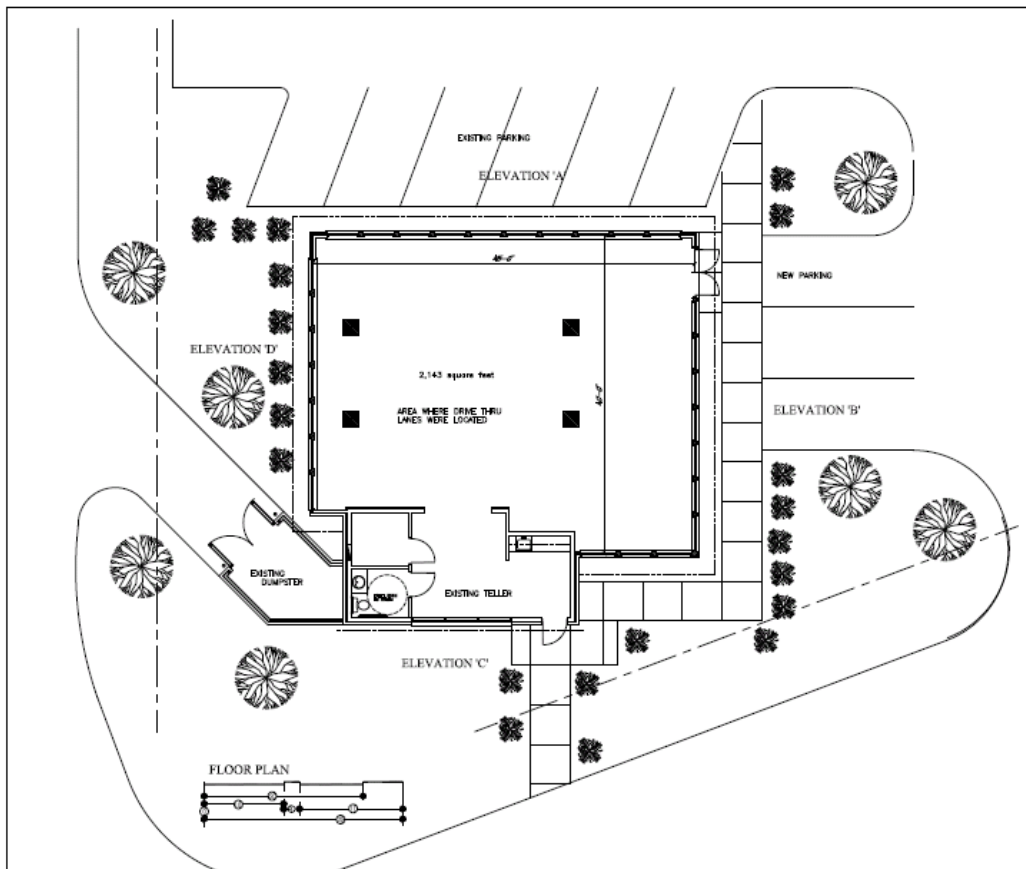 EXISTING PARKING
ELEVATION 'A'
NEW PARKING
ELEVATION 'D'
2,143 square feet
AREA WHERE DRIVE THRU
LANES WERE LOCATED
ELEVATION 'B'
EXISTING
DUMPSTER
EXISTING TELLER
ELEVATION 'C'
FLOOR PLAN